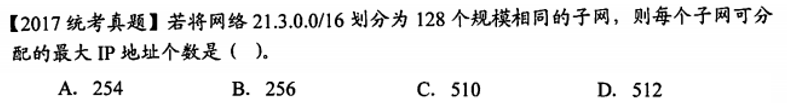 【2017 统考真题】若将网络 21.3.0.0/16 划分为 128 个规模相同的子网，则每个子网可分
配的最大 IP 地址个数是（ ）。
A. 254 B. 256 C. 510 D. 512